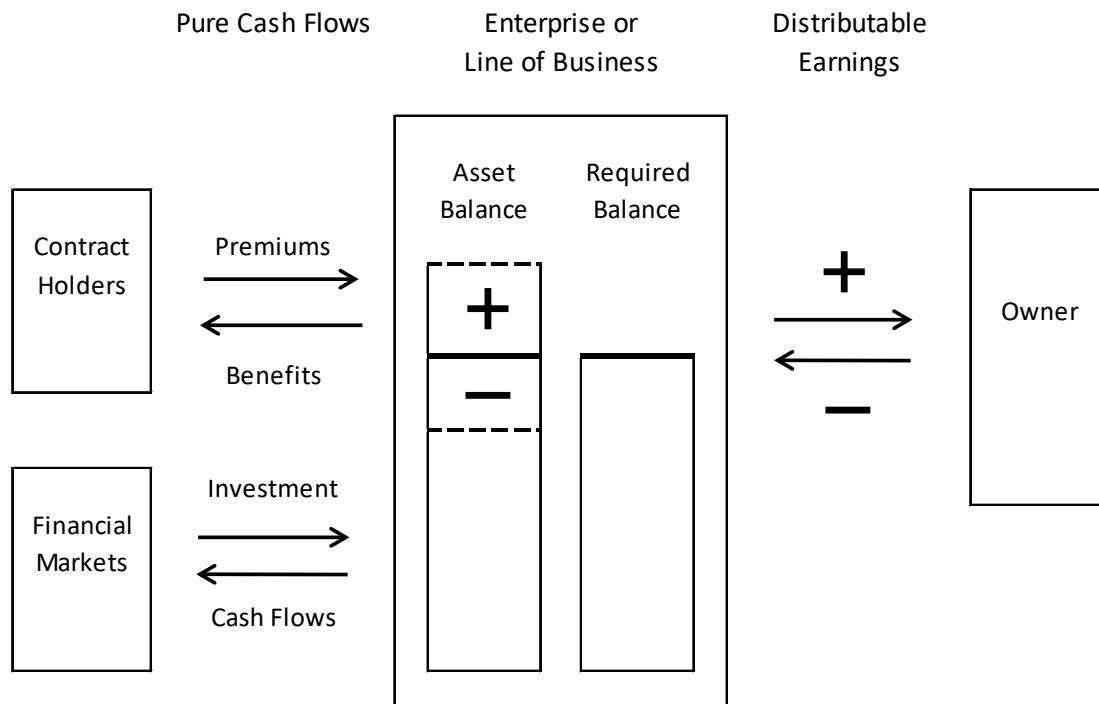 Pure Cash Flows
Enterprise or
Line of Business
Distributable
Earnings
Asset
Balance
Required
Balance
Contract
Holders
Premiums
Benefits
+
−
+
−
Owner
Financial
Markets
Investment
Cash Flows